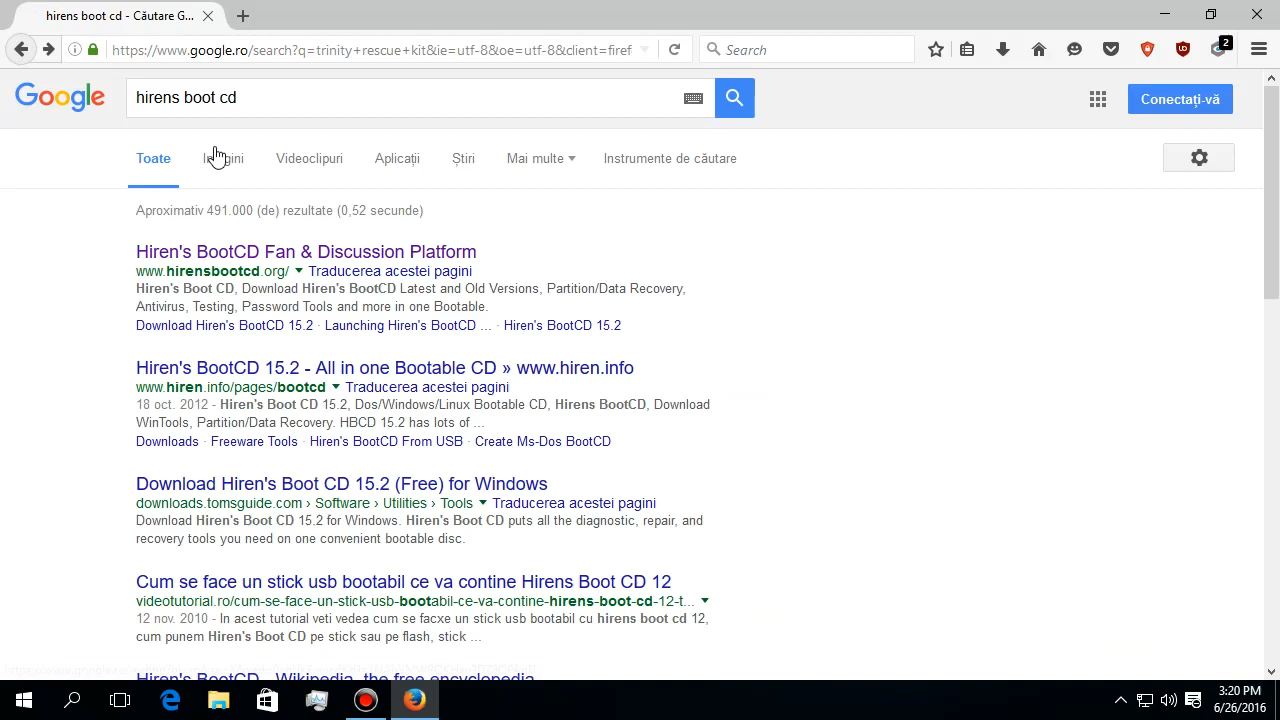 hirens boot cd - Căutare G...
https://www.google.ro/search?q=trinity+rescue+kit&ie=utf-8&oe=utf-8&client=firef
Search
2
Google
hirens boot cd
Conectați-vă
Toate
Imagini
Videoclipuri
Aplicații
Știri
Mai multe
Instrumente de căutare
Aproximativ 491.000 (de) rezultate (0,52 secunde)
Hiren's BootCD Fan & Discussion Platform
www.hirensbootcd.org/ Traducerea acestei pagini
Hiren's Boot CD, Download Hiren's BootCD Latest and Old Versions, Partition/Data Recovery,
Antivirus, Testing, Password Tools and more in one Bootable.
Download Hiren's BootCD 15.2 · Launching Hiren's BootCD ... · Hiren's BootCD 15.2
Hiren's BootCD 15.2 - All in one Bootable CD » www.hiren.info
www.hiren.info/pages/bootcd Traducerea acestei pagini
18 oct. 2012 - Hiren's Boot CD 15.2, Dos/Windows/Linux Bootable CD, Hirens BootCD, Download
WinTools, Partition/Data Recovery. HBCD 15.2 has lots of ...
Downloads · Freeware Tools · Hiren's BootCD From USB · Create Ms-Dos BootCD
Download Hiren's Boot CD 15.2 (Free) for Windows
downloads.tomsguide.com › Software › Utilities › Tools Traducerea acestei pagini
Download Hiren's Boot CD 15.2 for Windows. Hiren's Boot CD puts all the diagnostic, repair, and
recovery tools you need on one convenient bootable disc.
Cum se face un stick usb bootabil ce va contine Hirens Boot CD 12
videotutorial.ro/cum-se-face-un-stick-usb-bootabil-ce-va-contine-hirens-boot-cd-12-t...
12 nov. 2010 - In acest tutorial veti vedea cum se facxe un stick usb bootabil cu hirens boot cd 12,
cum punem Hiren's Boot CD pe stick sau pe flash, stick ...
Hiren's BootCD - Wikipedia, the free encyclopedia
3:20 PM
6/26/2016